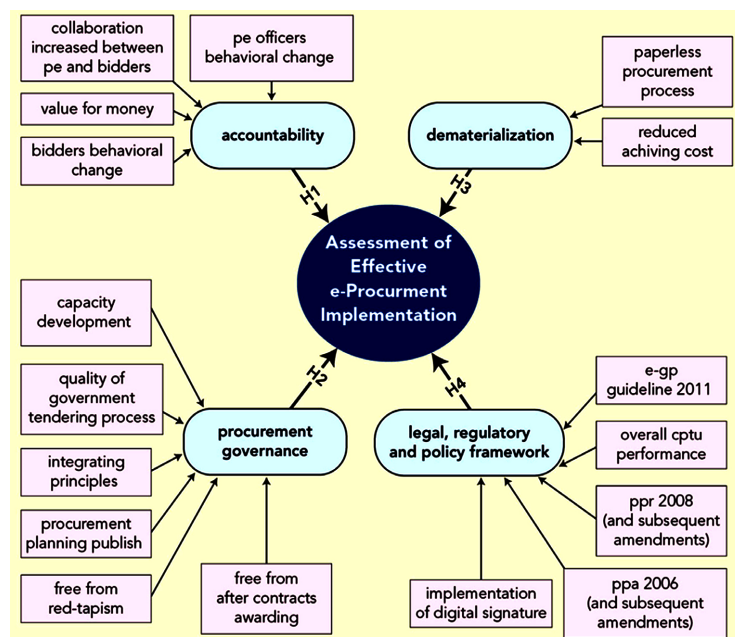 collaboration
increased between
pe and bidders
pe officers
behavioral change
value for money
bidders behavioral
change
accountability
dematerialization
paperless
procurement
process
reduced
achiving cost
H1
H3
Assessment of
Effective
e-Procurment
Implementation
H2
H4
capacity
development
quality of
government
tendering process
integrating
principles
procurement
planning publish
free from
red-tapism
procurement
governance
free from
after contracts
awarding
legal, regulatory
and policy framework
e-gp
guideline 2011
overall cptu
performance
ppr 2008
(and subsequent
amendments)
implementation
of digital signature
ppa 2006
(and subsequent
amendments)